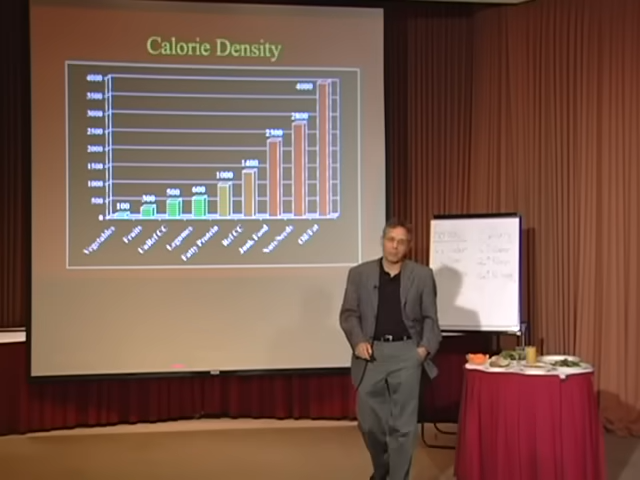 Calorie Density
4000
4000
3500
3000
2500
2000
1500
1000
500
0
100
300
500
600
1000
1400
2300
2800
Vegetables
Fruits
UnRef CC
Legumes
Fatty Protein
Ref CC
Junk Food
Nuts/Seeds
Oil/Fat